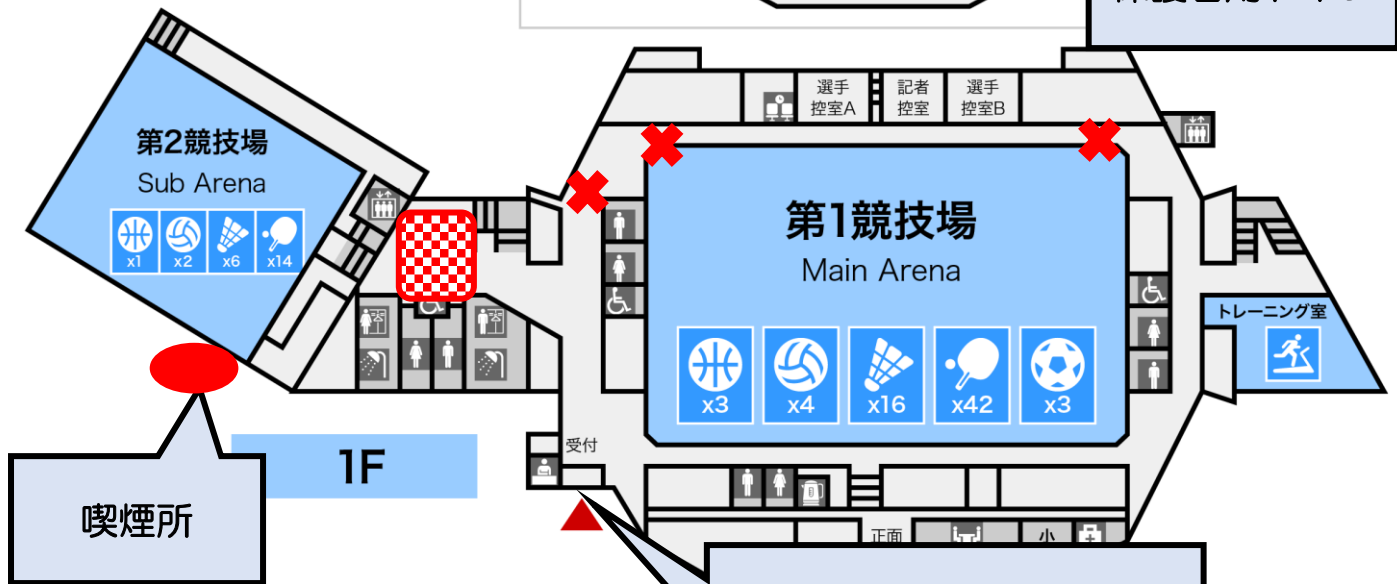 選手
控室A
記者
控室
選手
控室B
第2競技場
Sub Arena
x1
x2
x6
x14
第1競技場
Main Arena
x3
x4
x16
x42
x3
トレーニング室
受付
1F
喫煙所
正面
小